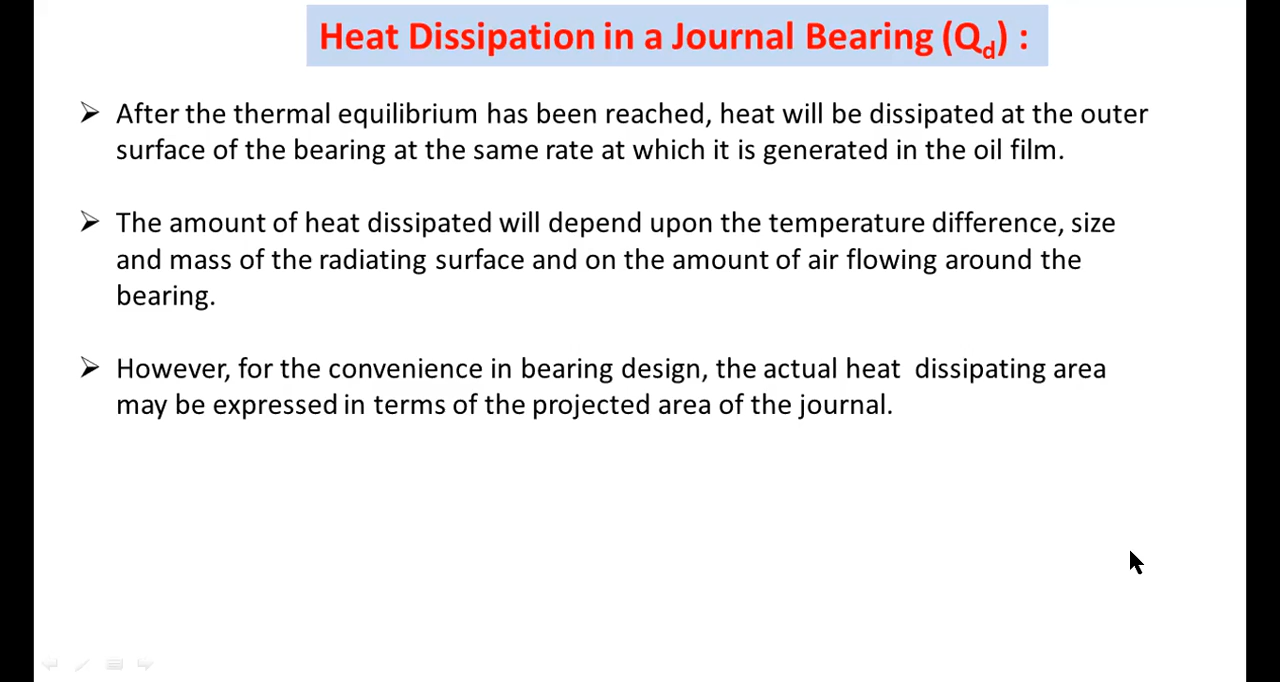 Heat Dissipation in a Journal Bearing (Qd) :
➢ After the thermal equilibrium has been reached, heat will be dissipated at the outer
surface of the bearing at the same rate at which it is generated in the oil film.
➢ The amount of heat dissipated will depend upon the temperature difference, size
and mass of the radiating surface and on the amount of air flowing around the
bearing.
➢ However, for the convenience in bearing design, the actual heat dissipating area
may be expressed in terms of the projected area of the journal.